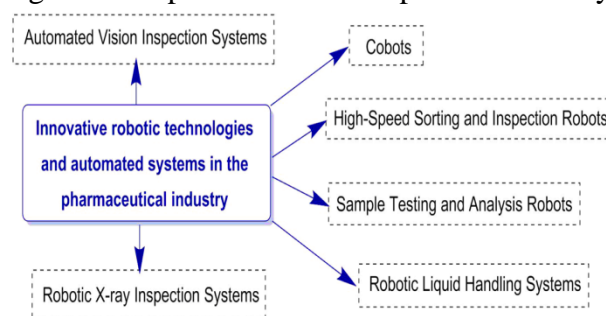 Automated Vision Inspection Systems
Cobots
Innovative robotic technologies
and automated systems in the
pharmaceutical industry
High-Speed Sorting and Inspection Robots
Sample Testing and Analysis Robots
Robotic Liquid Handling Systems
Robotic X-ray Inspection Systems